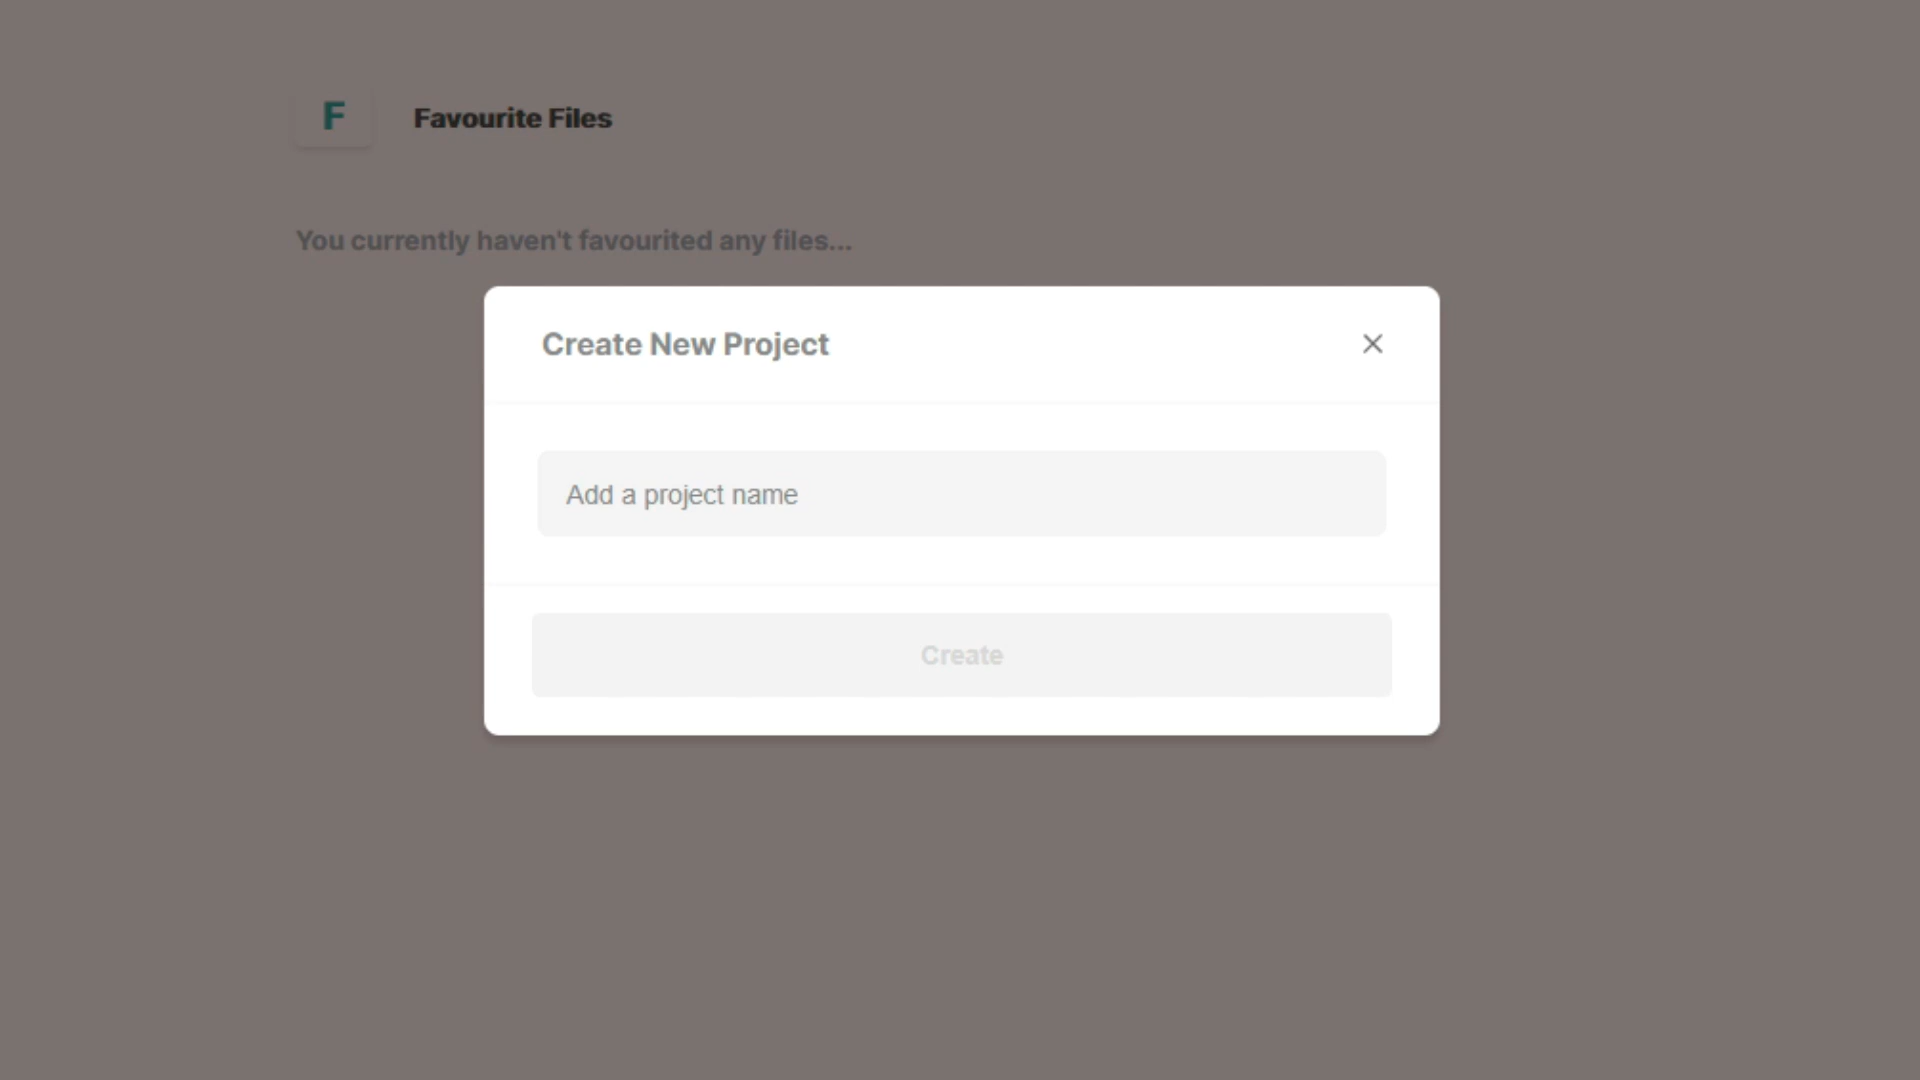 F
Favourite Files
You currently haven't favourited any files...
Create New Project
Add a project name
Create